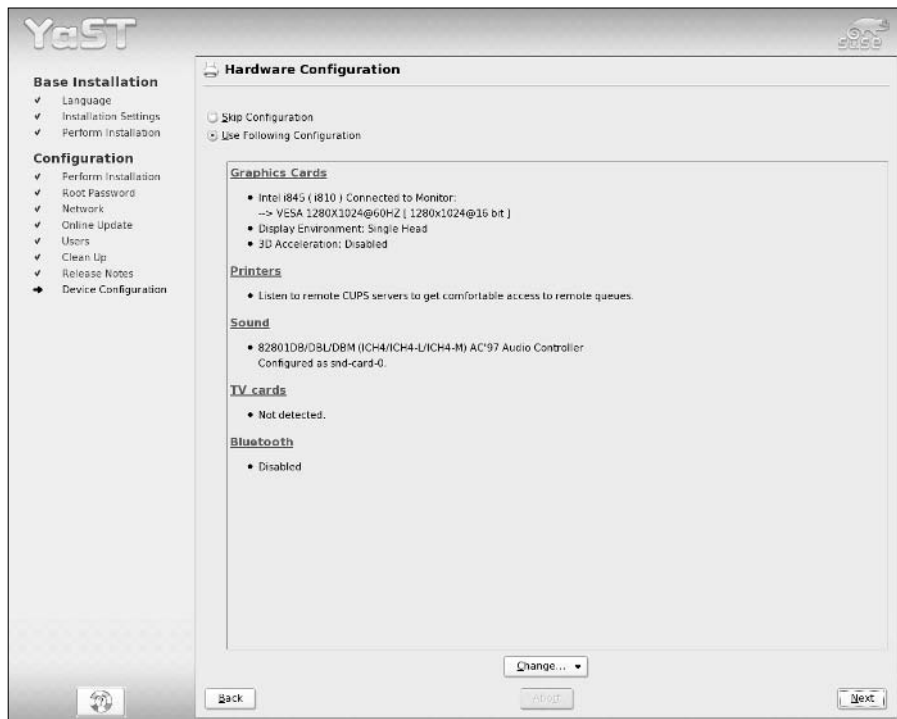 YaST
suse
Hardware Configuration
Base Installation
Language
Installation Settings
Perform Installation
Configuration
Perform Installation
Root Password
Network
Online Update
Users
Clean Up
Release Notes
Device Configuration
Skip Configuration
Use Following Configuration
Graphics Cards
Intel i845 ( i810 ) Connected to Monitor:
--> VESA 1280X1024@60HZ [ 1280x1024@16 bit ]
Display Environment: Single Head
3D Acceleration: Disabled
Printers
Listen to remote CUPS servers to get comfortable access to remote queues.
Sound
82801DB/DBL/DBM (ICH4/ICH4-L/ICH4-M) AC'97 Audio Controller
Configured as snd-card-0.
TV cards
Not detected.
Bluetooth
Disabled
Change...
Back
Abort
Next